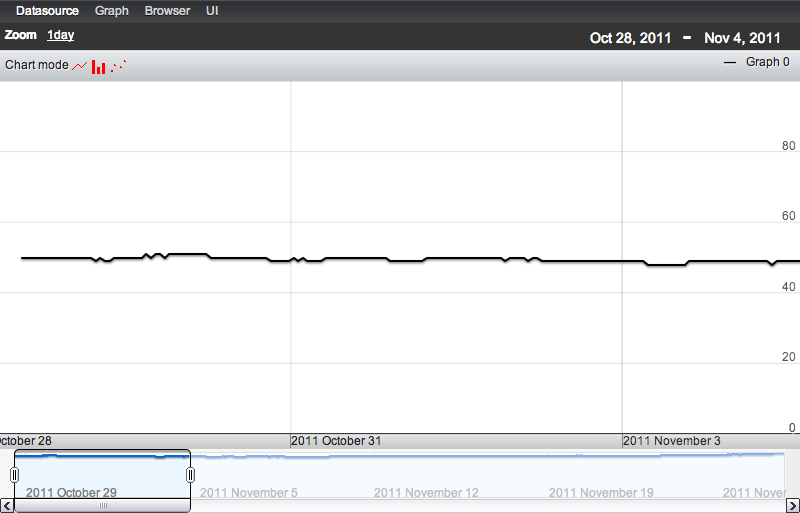 Datasource Graph Browser UI
Zoom 1day Oct 28, 2011 – Nov 4, 2011
Chart mode Graph 0
80
60
40
20
0
ctober 28 2011 October 31 2011 November 3
2011 October 29 2011 November 5 2011 November 12 2011 November 19 2011 Nover